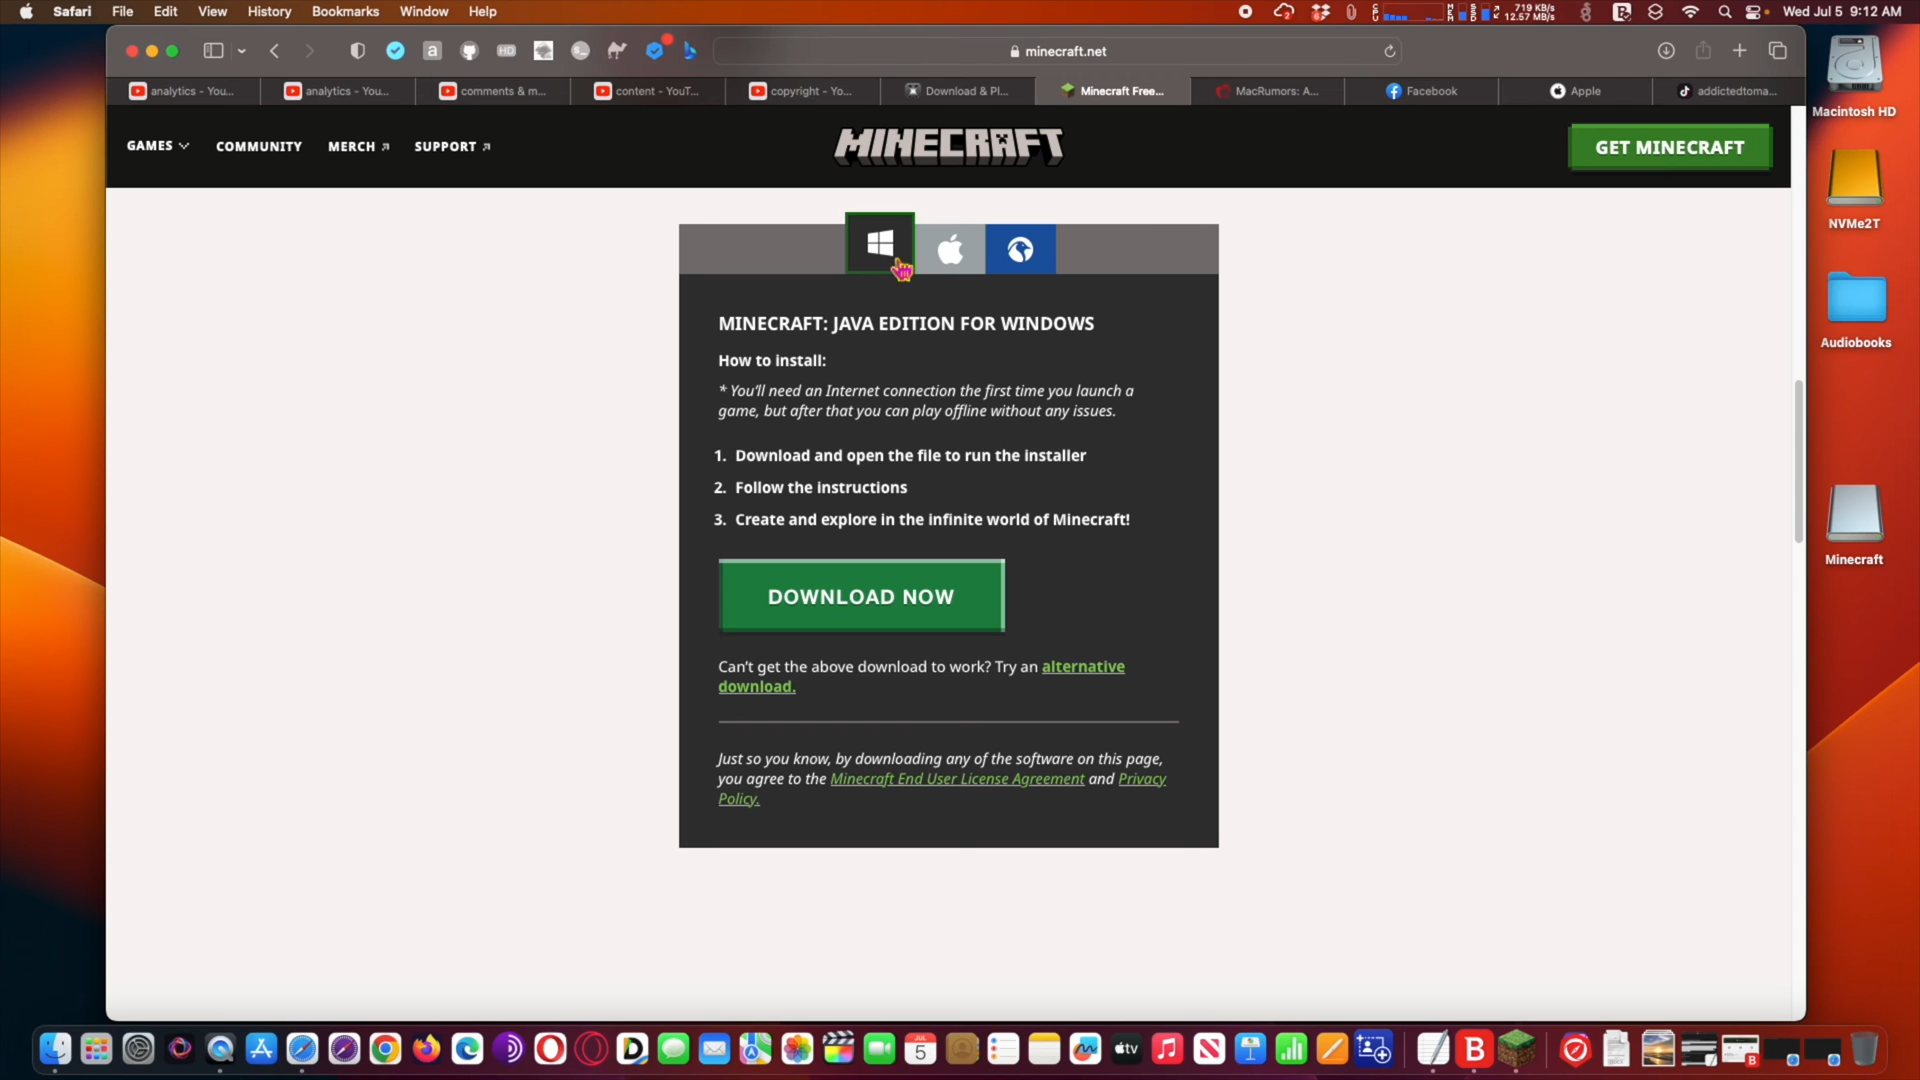 Safari File Edit View History Bookmarks Window Help
719 KB/s
12.57 MB/s
Wed Jul 5 9:12 AM
minecraft.net
analytics - You...
analytics - You...
comments & m...
content - YouT...
copyright - Yo...
Download & Pl...
Minecraft Free...
MacRumors: A...
Facebook
Apple
addictedtoma...
GAMES COMMUNITY MERCH SUPPORT
MINECRAFT
GET MINECRAFT
Macintosh HD
NVMe2T
Audiobooks
Minecraft
MINECRAFT: JAVA EDITION FOR WINDOWS
How to install:
* You'll need an Internet connection the first time you launch a
game, but after that you can play offline without any issues.
1. Download and open the file to run the installer
2. Follow the instructions
3. Create and explore in the infinite world of Minecraft!
DOWNLOAD NOW
Can't get the above download to work? Try an alternative
download.
Just so you know, by downloading any of the software on this page,
you agree to the Minecraft End User License Agreement and Privacy
Policy.